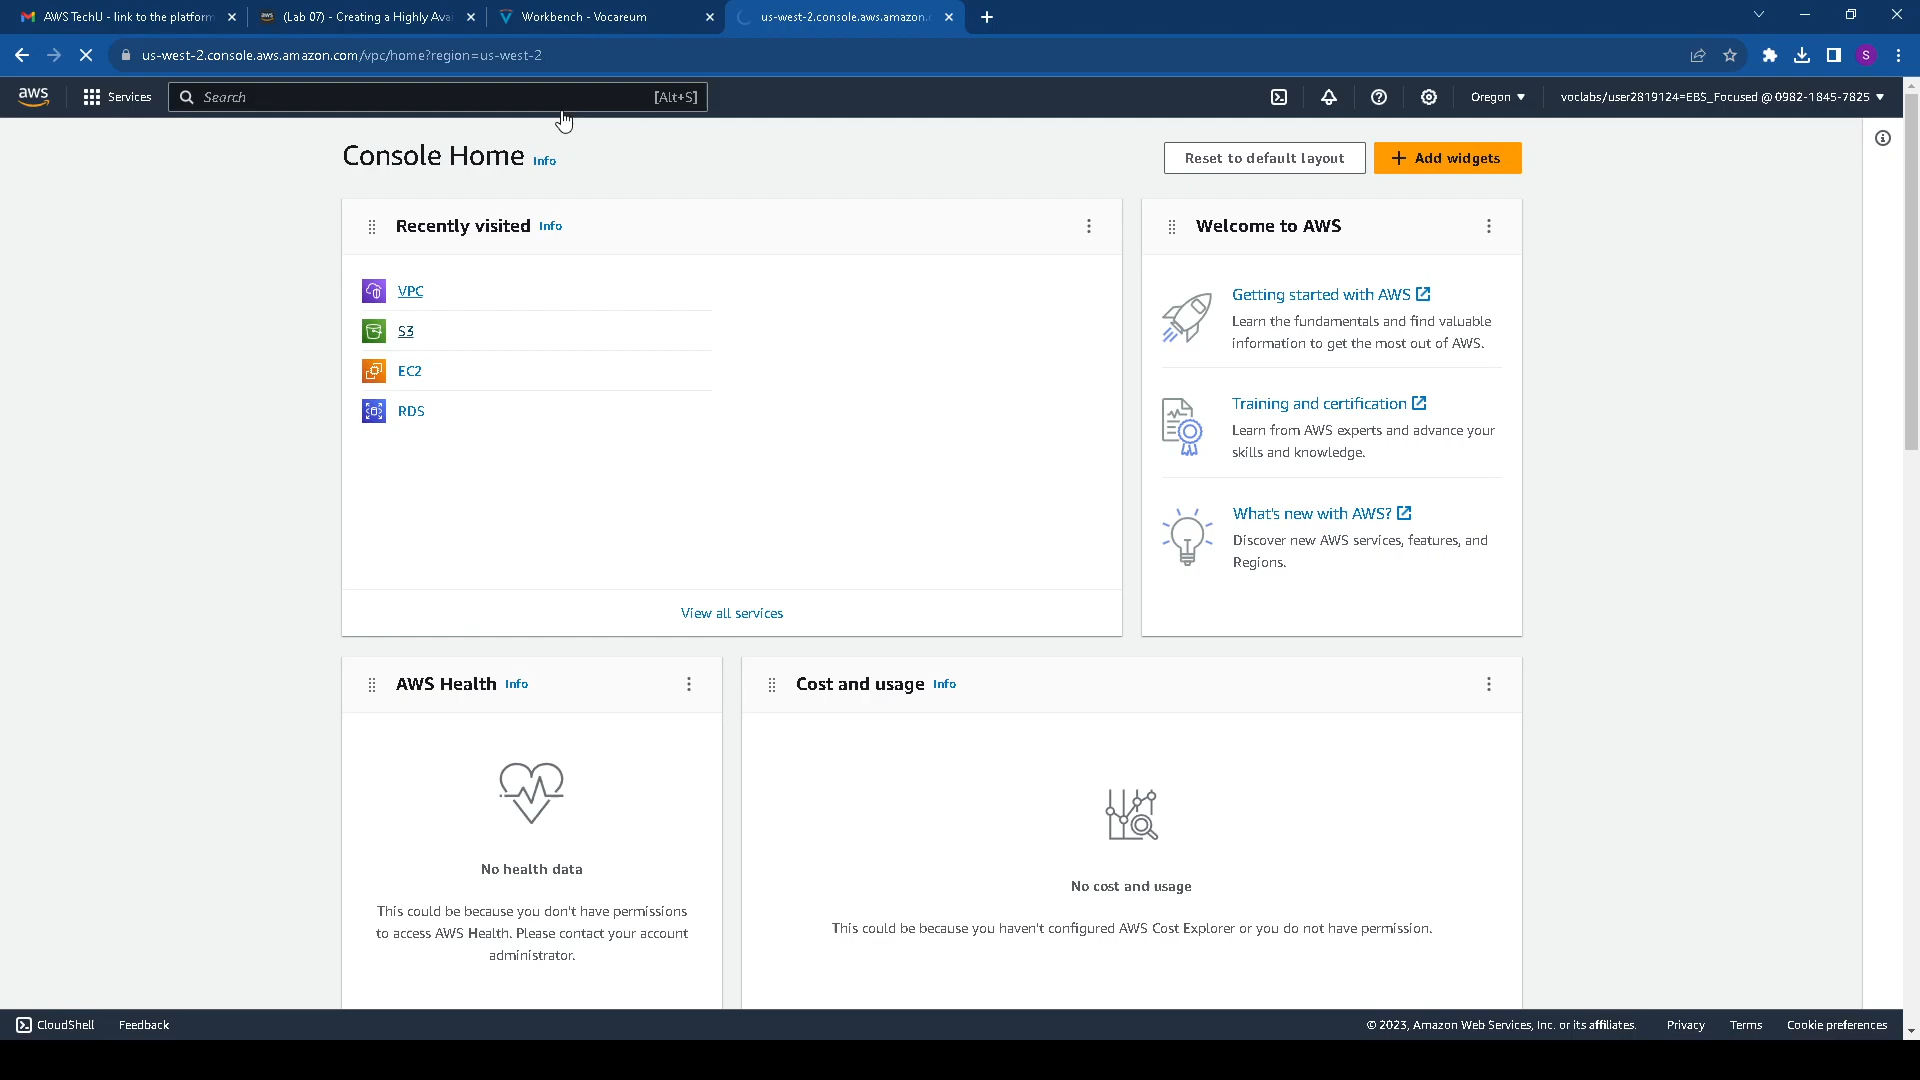 AWS TechU - link to the platform
(Lab 07) - Creating a Highly Ava
Workbench - Vocareum
us-west-2.console.aws.amazon.
us-west-2.console.aws.amazon.com/vpc/home?region=us-west-2
S
aws
Services
Search
[Alt+S]
Oregon
voclabs/user2819124=EBS_Focused @ 0982-1845-7825
Console Home
Info
Reset to default layout
Add widgets
Recently visited
Info
VPC
S3
EC2
RDS
View all services
Welcome to AWS
Getting started with AWS
Learn the fundamentals and find valuable
information to get the most out of AWS.
Training and certification
Learn from AWS experts and advance your
skills and knowledge.
What's new with AWS?
Discover new AWS services, features, and
Regions.
AWS Health
Info
No health data
This could be because you don't have permissions
to access AWS Health. Please contact your account
administrator.
Cost and usage
Info
No cost and usage
This could be because you haven't configured AWS Cost Explorer or you do not have permission.
CloudShell
Feedback
© 2023, Amazon Web Services, Inc. or its affiliates.
Privacy
Terms
Cookie preferences